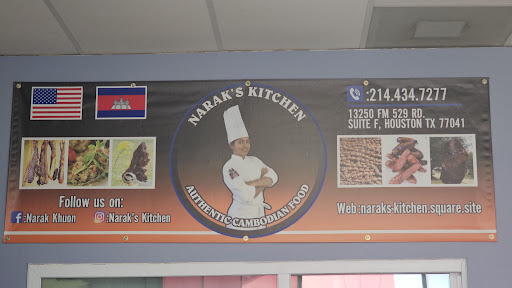 NARAK'S KITCHEN
AUTHENTIC CAMBODIAN FOOD
Follow us on:
f:Narak Khuon
:Narak's Kitchen
:214.434.7277
13250 FM 529 RD.
SUITE F, HOUSTON TX 77041
Web:naraks-kitchen.square.site